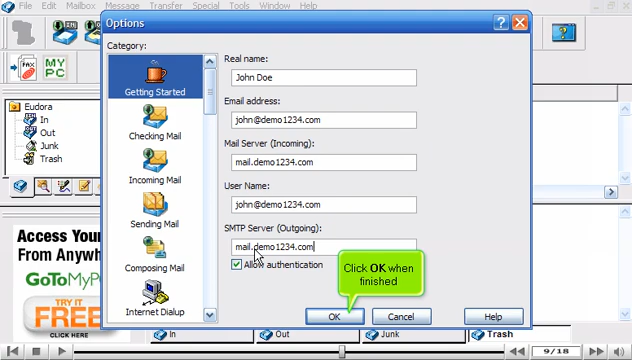 File Edit Mailbox Message Transfer Special Tools Window Help
Options
Category:
Getting Started
Checking Mail
Incoming Mail
Sending Mail
Composing Mail
Internet Dialup
Real name:
John Doe
Email address:
john@demo1234.com
Mail Server (Incoming):
mail.demo1234.com
User Name:
john@demo1234.com
SMTP Server (Outgoing):
mail.demo1234.com
Allow authentication
Click OK when
finished
OK Cancel Help
FAX
MY
PC
Eudora
In
Out
Junk
Trash
Access Your
From Anywh
GoToMyP
TRY IT
FREE
In Out Junk Trash
9/18